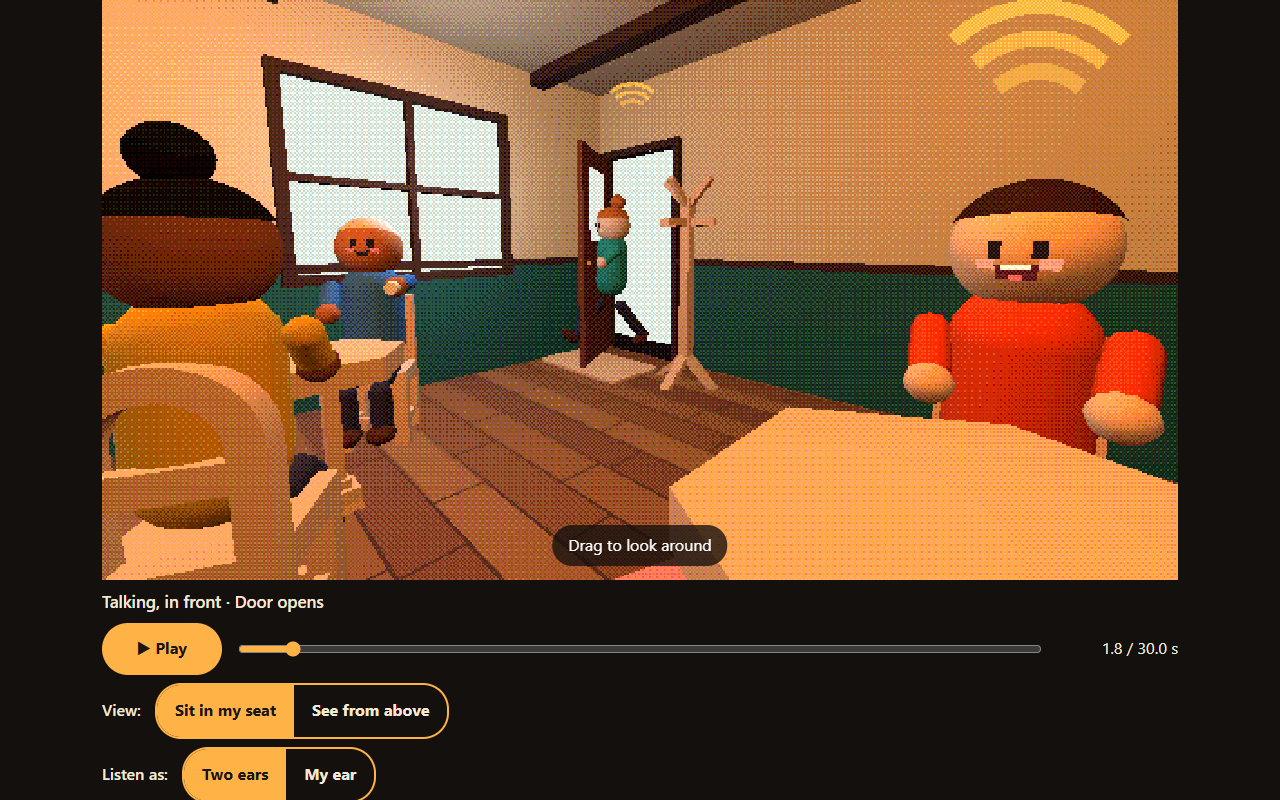 Drag to look around
Talking, in front · Door opens
▶ Play
1.8 / 30.0 s
View:
Sit in my seat
See from above
Listen as:
Two ears
My ear